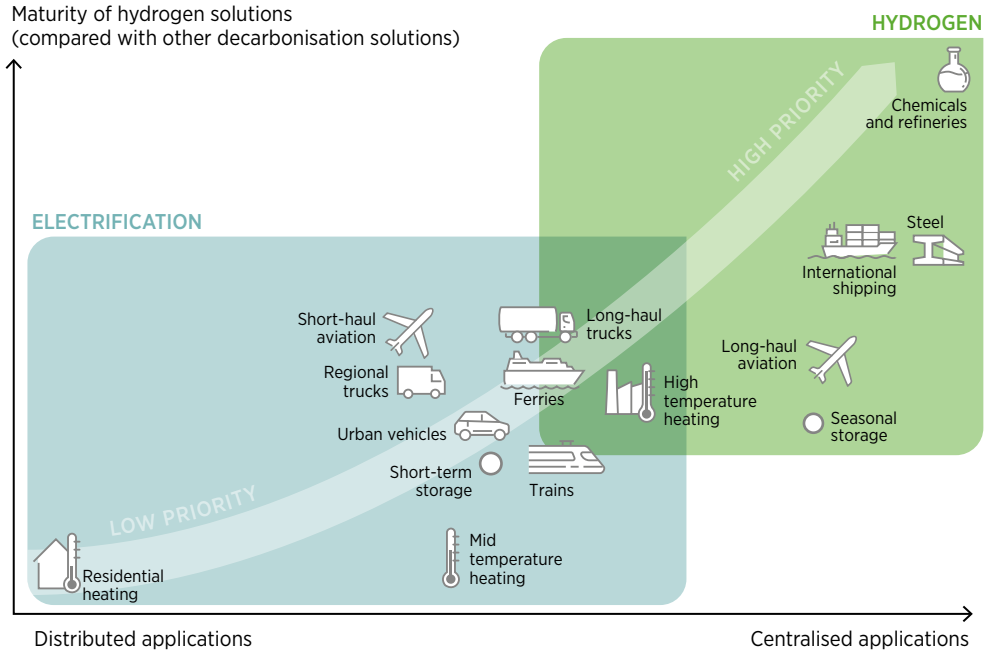 Maturity of hydrogen solutions
(compared with other decarbonisation solutions)
HYDROGEN
HIGH PRIORITY
Chemicals
and refineries
ELECTRIFICATION
Steel
International
shipping
Short-haul
aviation
Long-haul
trucks
Long-haul
aviation
Regional
trucks
Ferries
High
temperature
heating
Seasonal
storage
Urban vehicles
Short-term
storage
Trains
LOW PRIORITY
Mid
temperature
heating
Residential
heating
Distributed applications
Centralised applications